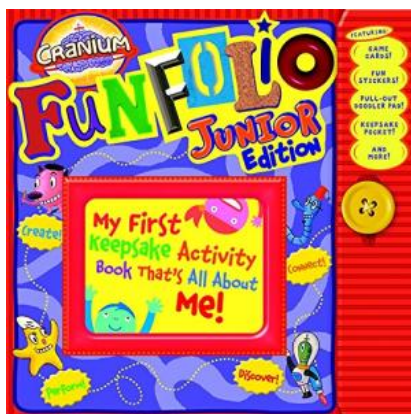 CRANIUM
FUNFOLIO
JUNIOR
Edition
FEATURING:
GAME
CARDS!
FUN
STICKERS!
PULL-OUT
DOODLER PAD!
KEEPSAKE
POCKET!
AND
MORE!
My First
Keepsake Activity
Book That's All About
Me!
Create!
Connect!
Perform!
Discover!